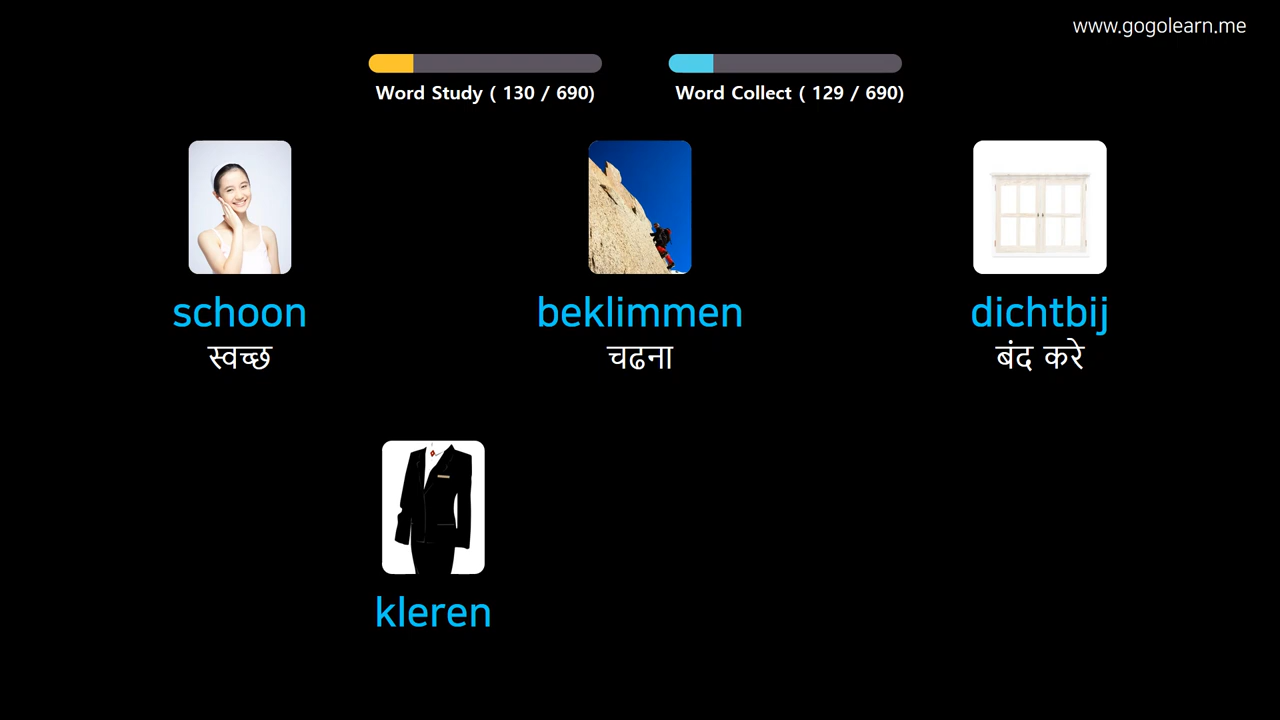 www.gogolearn.me
Word Study ( 130 / 690)
Word Collect ( 129 / 690)
schoon
स्वच्छ
beklimmen
चढना
dichtbij
बंद करे
kleren